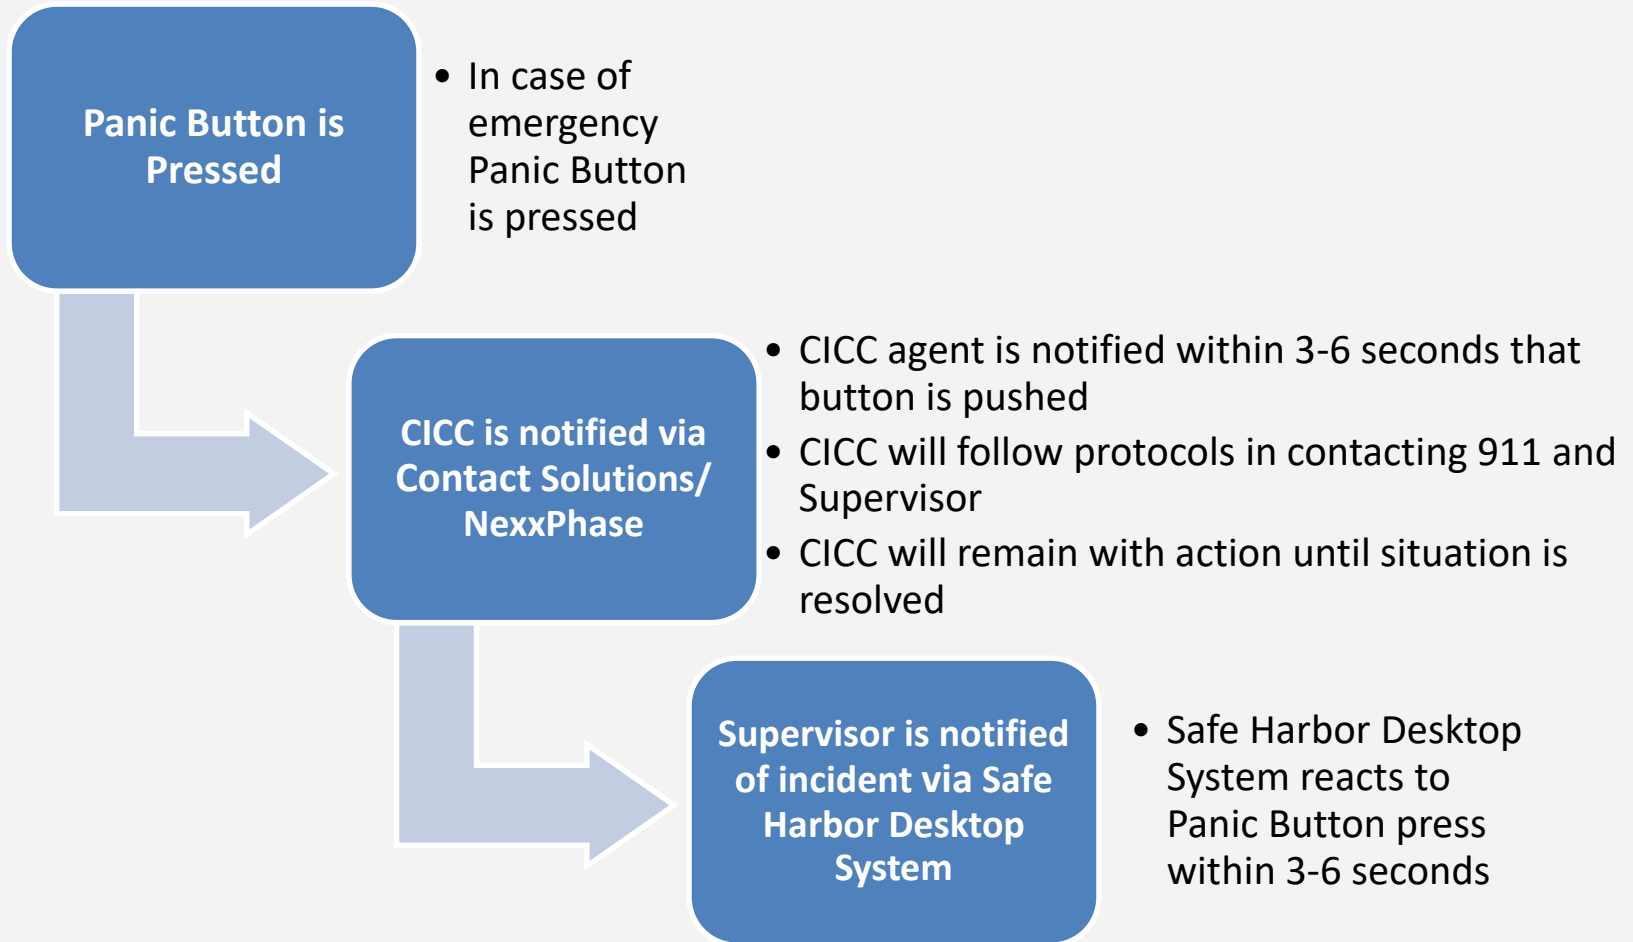 Panic Button is
Pressed
• In case of
emergency
Panic Button
is pressed
CICC is notified via
Contact Solutions/
NexxPhase
• CICC agent is notified within 3-6 seconds that
button is pushed
• CICC will follow protocols in contacting 911 and
Supervisor
• CICC will remain with action until situation is
resolved
Supervisor is notified
of incident via Safe
Harbor Desktop
System
• Safe Harbor Desktop
System reacts to
Panic Button press
within 3-6 seconds